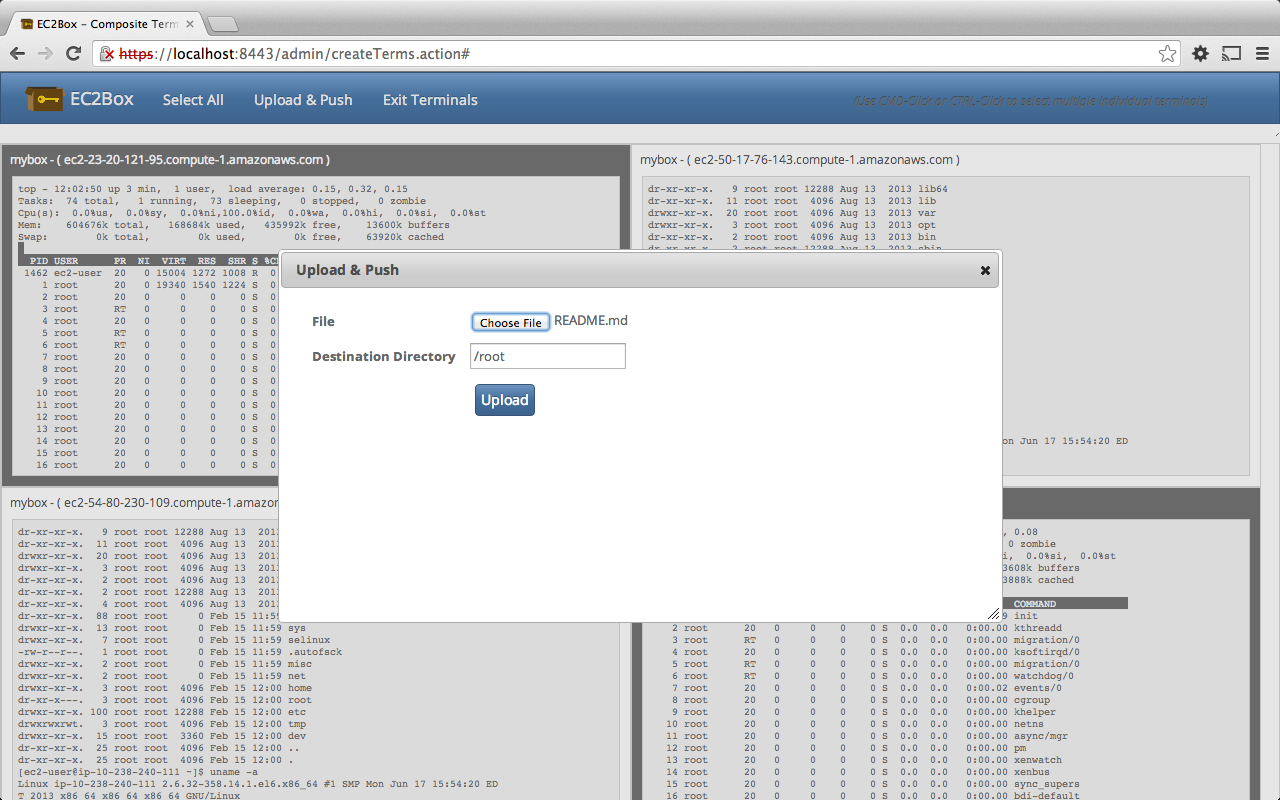 EC2Box - Composite Term
https://localhost:8443/admin/createTerms.action#
EC2Box Select All Upload & Push Exit Terminals (Use CMD-Click or CTRL-Click to select multiple individual terminals)
mybox - ( ec2-23-20-121-95.compute-1.amazonaws.com )
top - 12:02:50 up 3 min,  1 user,  load average: 0.15, 0.32, 0.15
Tasks:  74 total,   1 running,  73 sleeping,   0 stopped,   0 zombie
Cpu(s):  0.0%us,  0.0%sy,  0.0%ni,100.0%id,  0.0%wa,  0.0%hi,  0.0%si,  0.0%st
Mem:    604676k total,   168684k used,   435992k free,    13600k buffers
Swap:        0k total,        0k used,        0k free,    63920k cached
PID USER      PR  NI  VIRT  RES  SHR S %C
1462 ec2-user  20   0 15004 1272 1008 R  0
1 root      20   0 19340 1540 1224 S  0
2 root      20   0     0    0    0 S  0
3 root      RT   0     0    0    0 S  0
4 root      20   0     0    0    0 S  0
5 root      RT   0     0    0    0 S  0
6 root      RT   0     0    0    0 S  0
7 root      20   0     0    0    0 S  0
8 root      20   0     0    0    0 S  0
9 root      20   0     0    0    0 S  0
10 root      20   0     0    0    0 S  0
11 root      20   0     0    0    0 S  0
12 root      20   0     0    0    0 S  0
13 root      20   0     0    0    0 S  0
14 root      20   0     0    0    0 S  0
15 root      20   0     0    0    0 S  0
16 root      20   0     0    0    0 S  0
mybox - ( ec2-50-17-76-143.compute-1.amazonaws.com )
dr-xr-xr-x.   9 root root 12288 Aug 13  2013 lib64
dr-xr-xr-x.  11 root root  4096 Aug 13  2013 lib
drwxr-xr-x.  20 root root  4096 Aug 13  2013 var
drwxr-xr-x.   3 root root  4096 Aug 13  2013 opt
dr-xr-xr-x.   2 root root  4096 Aug 13  2013 bin
dr-xr-xr-x.   2 root root 12288 Aug 13  2013 sbin
on Jun 17 15:54:20 ED
Upload & Push
File Choose File README.md
Destination Directory /root
Upload
mybox - ( ec2-54-80-230-109.compute-1.amazon
dr-xr-xr-x.   9 root root 12288 Aug 13  2013
dr-xr-xr-x.  11 root root  4096 Aug 13  2013
drwxr-xr-x.  20 root root  4096 Aug 13  2013
drwxr-xr-x.   3 root root  4096 Aug 13  2013
dr-xr-xr-x.   2 root root  4096 Aug 13  2013
dr-xr-xr-x.   2 root root 12288 Aug 13  2013
dr-xr-xr-x.   4 root root  4096 Aug 13  2013
dr-xr-xr-x.  88 root root     0 Feb 15 11:59
drwxr-xr-x.  13 root root     0 Feb 15 11:59 sys
drwxr-xr-x.   7 root root     0 Feb 15 11:59 selinux
-rw-r--r--.   1 root root     0 Feb 15 11:59 .autofsck
drwxr-xr-x.   2 root root     0 Feb 15 11:59 misc
drwxr-xr-x.   2 root root     0 Feb 15 11:59 net
drwxr-xr-x.   3 root root  4096 Feb 15 12:00 home
dr-xr-x---.   3 root root  4096 Feb 15 12:00 root
drwxr-xr-x. 100 root root 12288 Feb 15 12:00 etc
drwxrwxrwt.   3 root root  4096 Feb 15 12:00 tmp
drwxr-xr-x.  15 root root  3360 Feb 15 12:00 dev
dr-xr-xr-x.  25 root root  4096 Feb 15 12:00 ..
dr-xr-xr-x.  25 root root  4096 Feb 15 12:00 .
[ec2-user@ip-10-238-240-111 ~]$ uname -a
Linux ip-10-238-240-111 2.6.32-358.14.1.el6.x86_64 #1 SMP Mon Jun 17 15:54:20 ED
T 2013 x86_64 x86_64 x86_64 GNU/Linux
, 0.08
0 zombie
i,  0.0%si,  0.0%st
3608k buffers
3888k cached
COMMAND
9 init
2 root      20   0     0    0    0 S  0.0  0.0   0:00.00 kthreadd
3 root      RT   0     0    0    0 S  0.0  0.0   0:00.00 migration/0
4 root      20   0     0    0    0 S  0.0  0.0   0:00.00 ksoftirqd/0
5 root      RT   0     0    0    0 S  0.0  0.0   0:00.00 migration/0
6 root      RT   0     0    0    0 S  0.0  0.0   0:00.00 watchdog/0
7 root      20   0     0    0    0 S  0.0  0.0   0:00.02 events/0
8 root      20   0     0    0    0 S  0.0  0.0   0:00.00 cgroup
9 root      20   0     0    0    0 S  0.0  0.0   0:00.00 khelper
10 root      20   0     0    0    0 S  0.0  0.0   0:00.00 netns
11 root      20   0     0    0    0 S  0.0  0.0   0:00.00 async/mgr
12 root      20   0     0    0    0 S  0.0  0.0   0:00.00 pm
13 root      20   0     0    0    0 S  0.0  0.0   0:00.00 xenwatch
14 root      20   0     0    0    0 S  0.0  0.0   0:00.00 xenbus
15 root      20   0     0    0    0 S  0.0  0.0   0:00.00 sync_supers
16 root      20   0     0    0    0 S  0.0  0.0   0:00.00 bdi-default